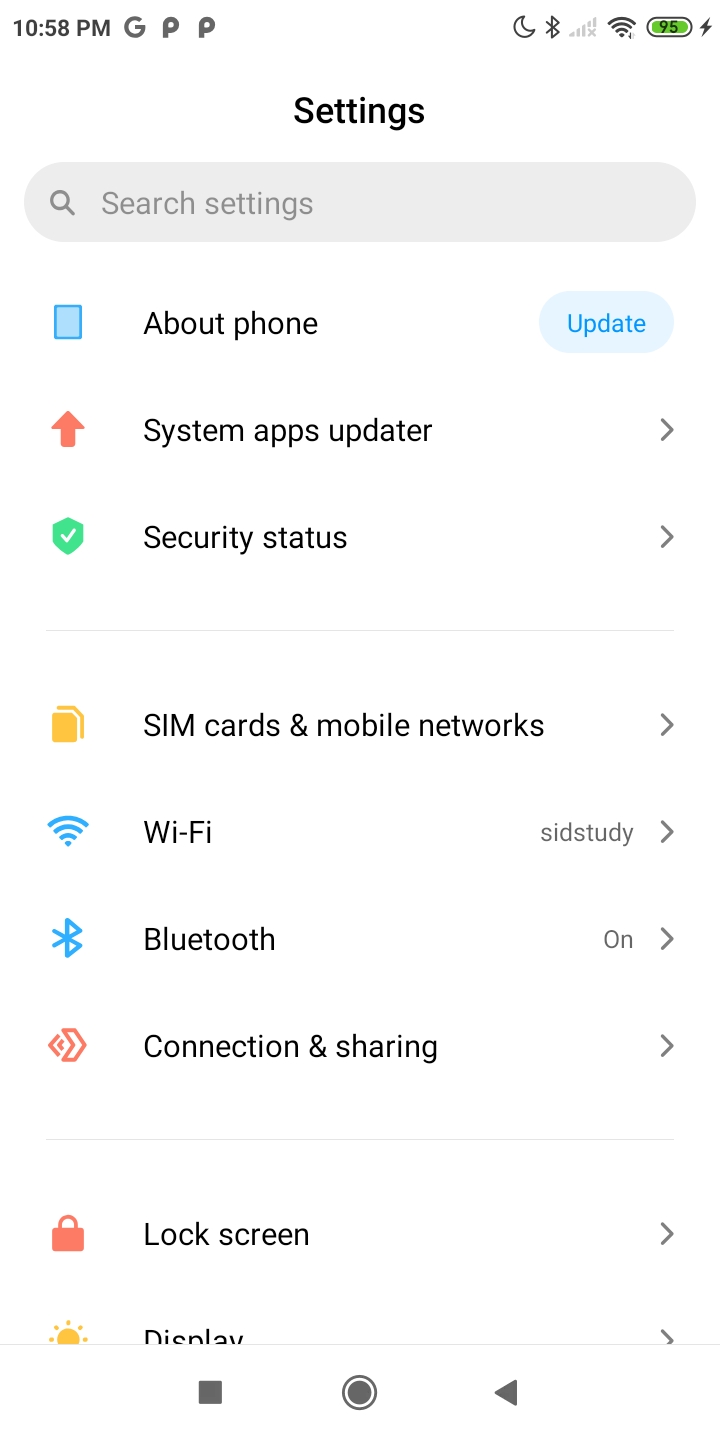 10:58 PM G P P 95
Settings
Search settings
About phone Update
System apps updater
Security status
SIM cards & mobile networks
Wi-Fi sidstudy
Bluetooth On
Connection & sharing
Lock screen
Display